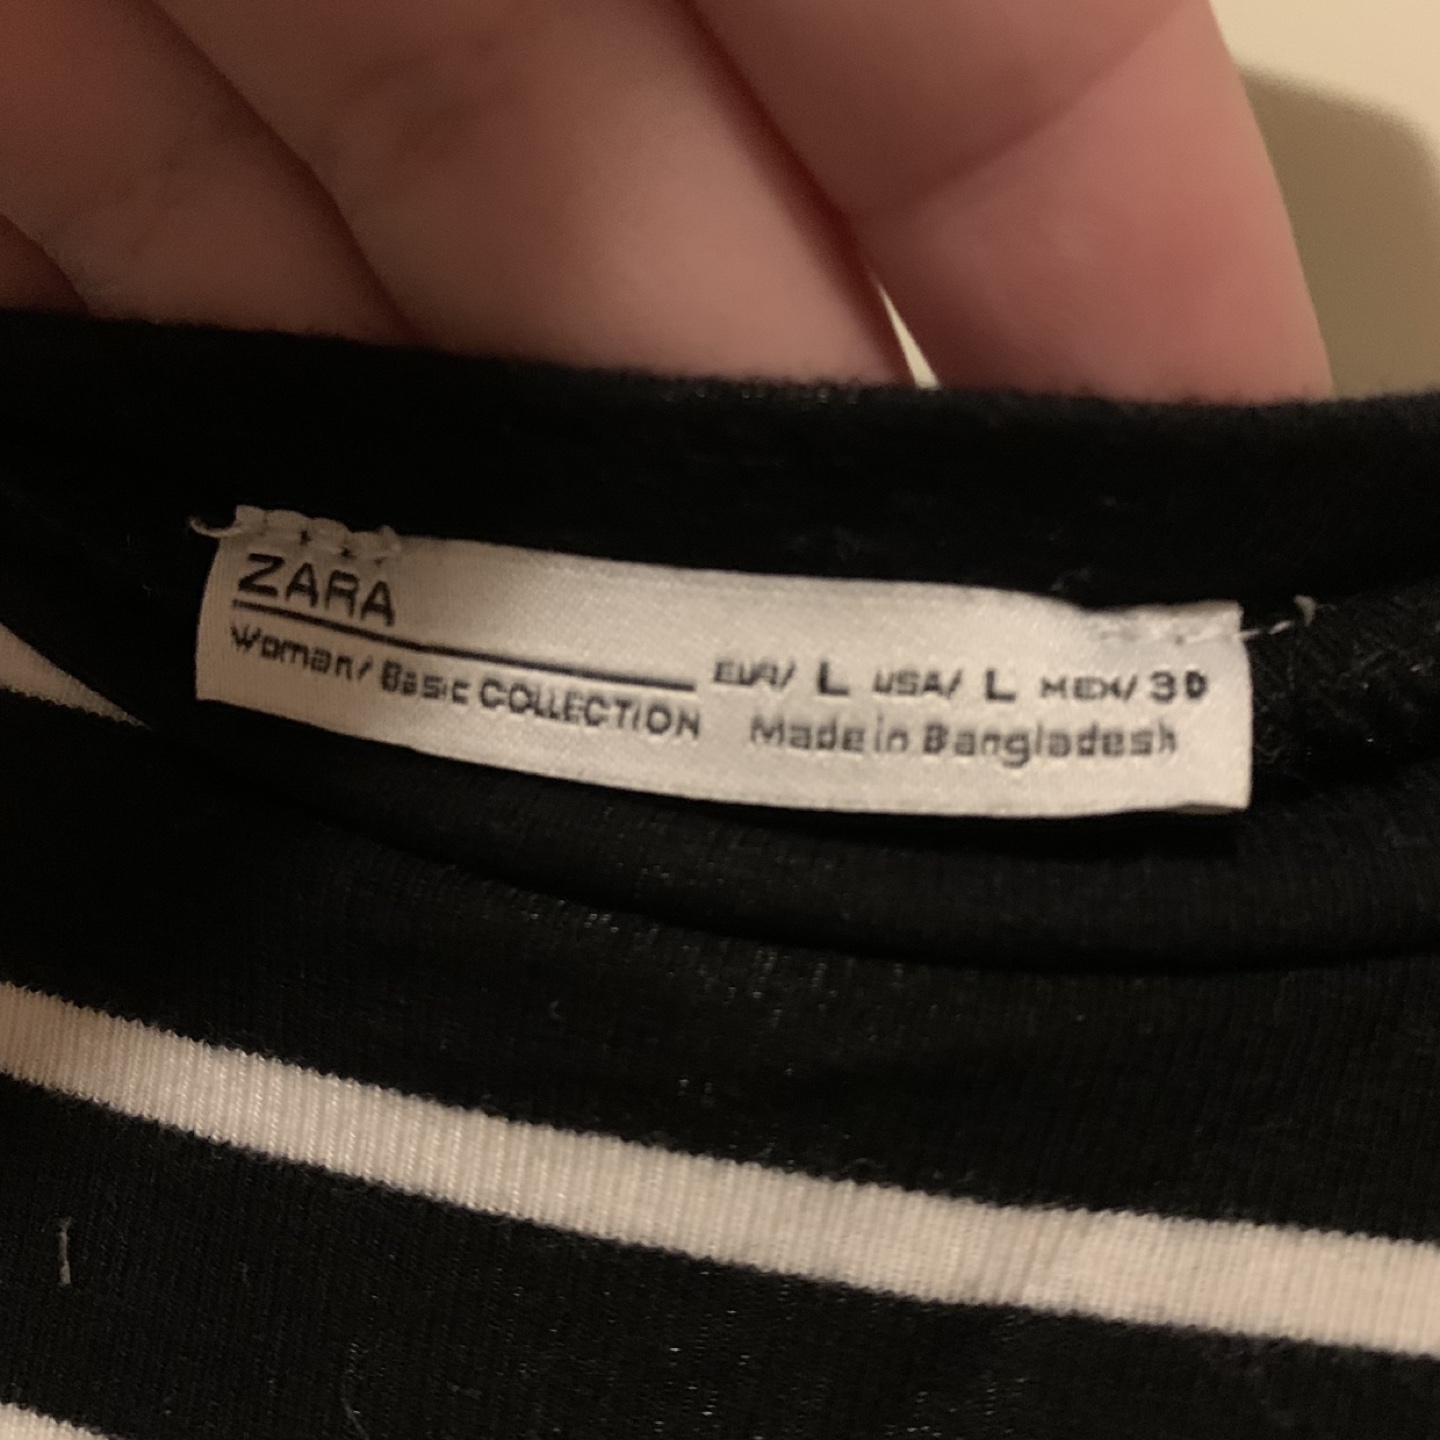 ZARA
Woman/ Basic COLLECTION
EUR/ L USA/ L MEX/ 30
Made in Bangladesh